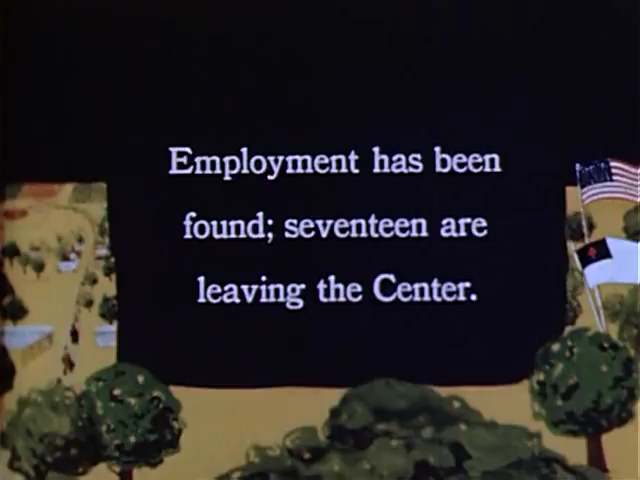 Employment has been
found; seventeen are
leaving the Center.